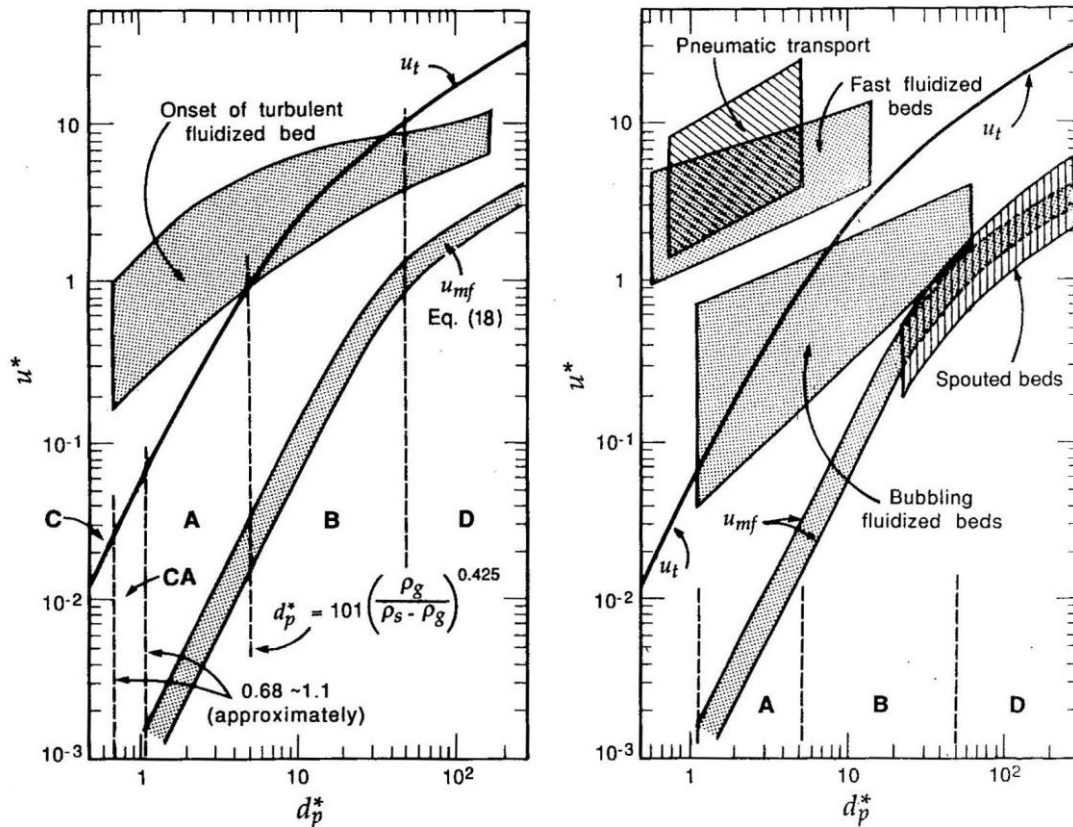 u_t
Onset of turbulent
fluidized bed
10
1
10^-1
10^-2
10^-3
u*
u_mf
Eq. (18)
C
A
B
D
CA
d_p^* = 101 (ρ_g / (ρ_s - ρ_g))^0.425
0.68 ~1.1
(approximately)
1
10
10^2
d_p^*
Pneumatic transport
Fast fluidized
beds
u_t
10
1
10^-1
10^-2
10^-3
u*
Spouted beds
Bubbling
fluidized beds
u_mf
u_t
A
B
D
1
10
10^2
d_p^*